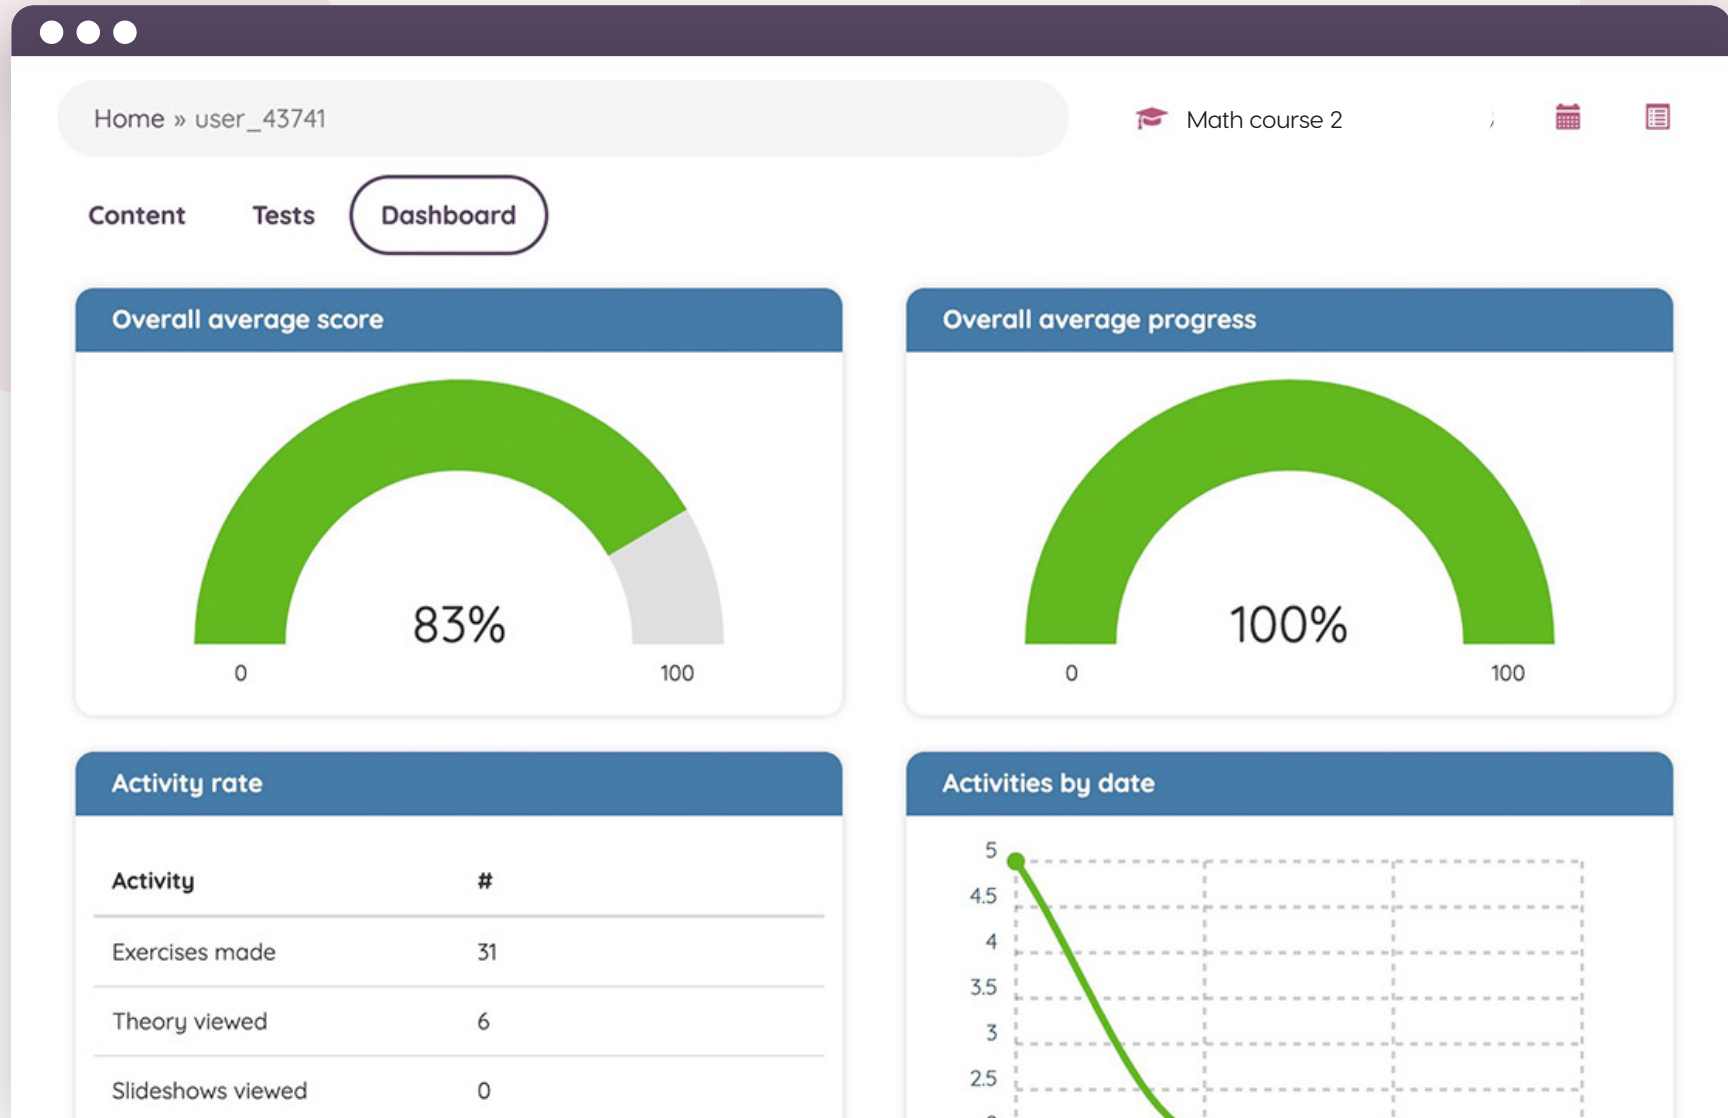 Home » user_43741
Math course 2
Content
Tests
Dashboard
Overall average score
83%
0
100
Overall average progress
100%
0
100
Activity rate
Activity #
Exercises made 31
Theory viewed 6
Slideshows viewed 0
Activities by date
5
4.5
4
3.5
3
2.5